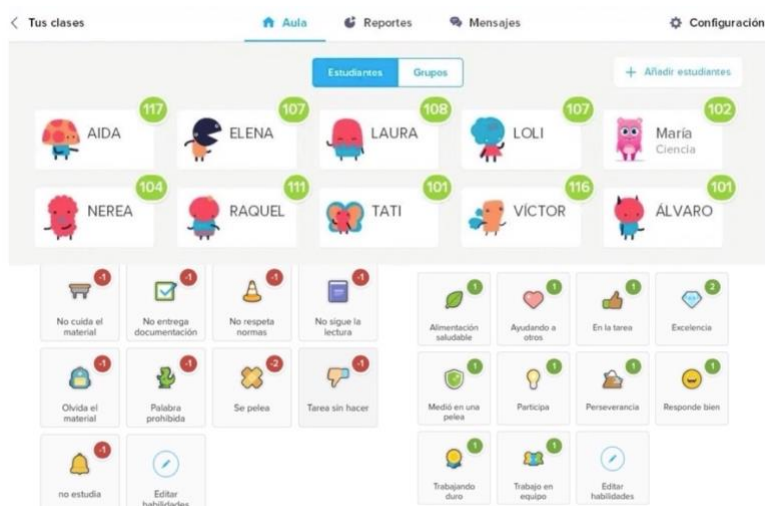 Tus clases
Aula
Reportes
Mensajes
Configuración
Estudiantes
Grupos
+ Añadir estudiantes
117
AIDA
107
ELENA
108
LAURA
107
LOLI
102
María
Ciencia
104
NEREA
111
RAQUEL
101
TATI
116
VÍCTOR
101
ÁLVARO
-1
No cuida el
material
-1
No entrega
documentación
-1
No respeta
normas
-1
No sigue la
lectura
-1
Olvida el
material
-1
Palabra
prohibida
-2
Se pelea
-1
Tarea sin hacer
-1
no estudia
Editar
habilidades
1
Alimentación
saludable
1
Ayudando a
otros
1
En la tarea
2
Excelencia
1
Medió en una
pelea
1
Participa
1
Perseverancia
1
Responde bien
1
Trabajando
duro
1
Trabajo en
equipo
Editar
habilidades